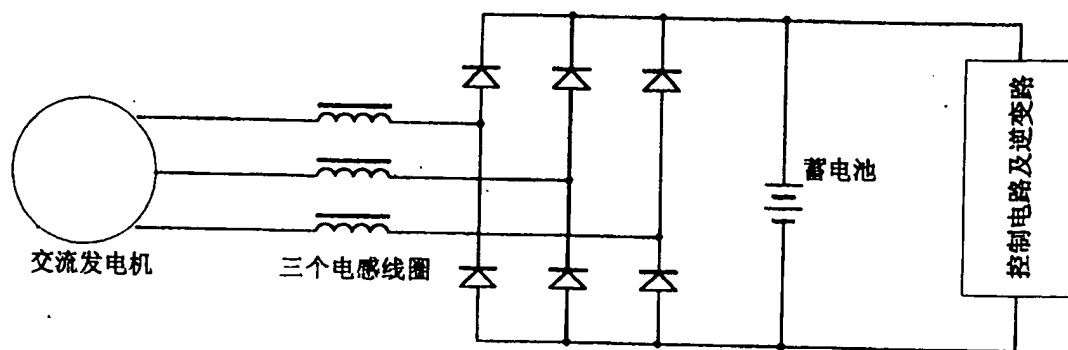 蓄电池
控制电路及逆变路
交流发电机
三个电感线圈